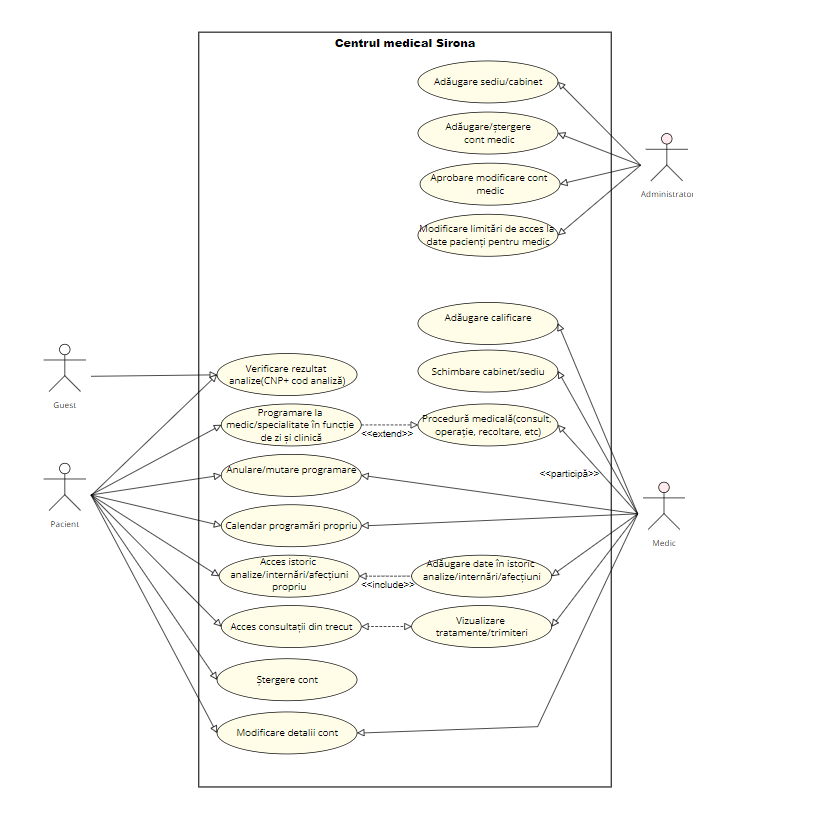 Centrul medical Sirona
Adăugare sediu/cabinet
Adăugare/ștergere
cont medic
Aprobare modificare cont
medic
Modificare limitări de acces la
date pacienți pentru medic
Administrator
Adăugare calificare
Schimbare cabinet/sediu
Guest
Verificare rezultat
analize(CNP+ cod analiză)
Programare la
medic/specialitate în funcție
de zi și clinică
<<extend>>
Procedură medicală(consult,
operație, recoltare, etc)
<<participă>>
Anulare/mutare programare
Pacient
Medic
Calendar programări propriu
Acces istoric
analize/internări/afecțiuni
propriu
<<include>>
Adăugare date în istoric
analize/internări/afecțiuni
Acces consultații din trecut
Vizualizare
tratamente/trimiteri
Ștergere cont
Modificare detalii cont